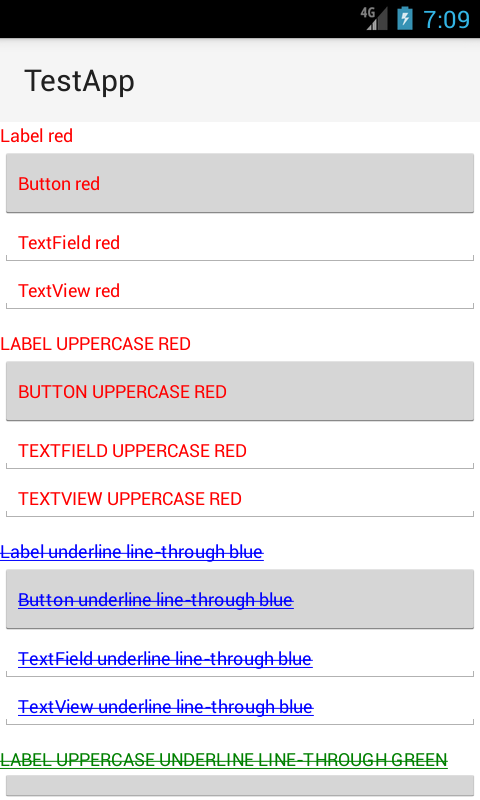 4G 7:09
TestApp
Label red
Button red
TextField red
TextView red
LABEL UPPERCASE RED
BUTTON UPPERCASE RED
TEXTFIELD UPPERCASE RED
TEXTVIEW UPPERCASE RED
Label underline line-through blue
Button underline line-through blue
TextField underline line-through blue
TextView underline line-through blue
LABEL UPPERCASE UNDERLINE LINE-THROUGH GREEN